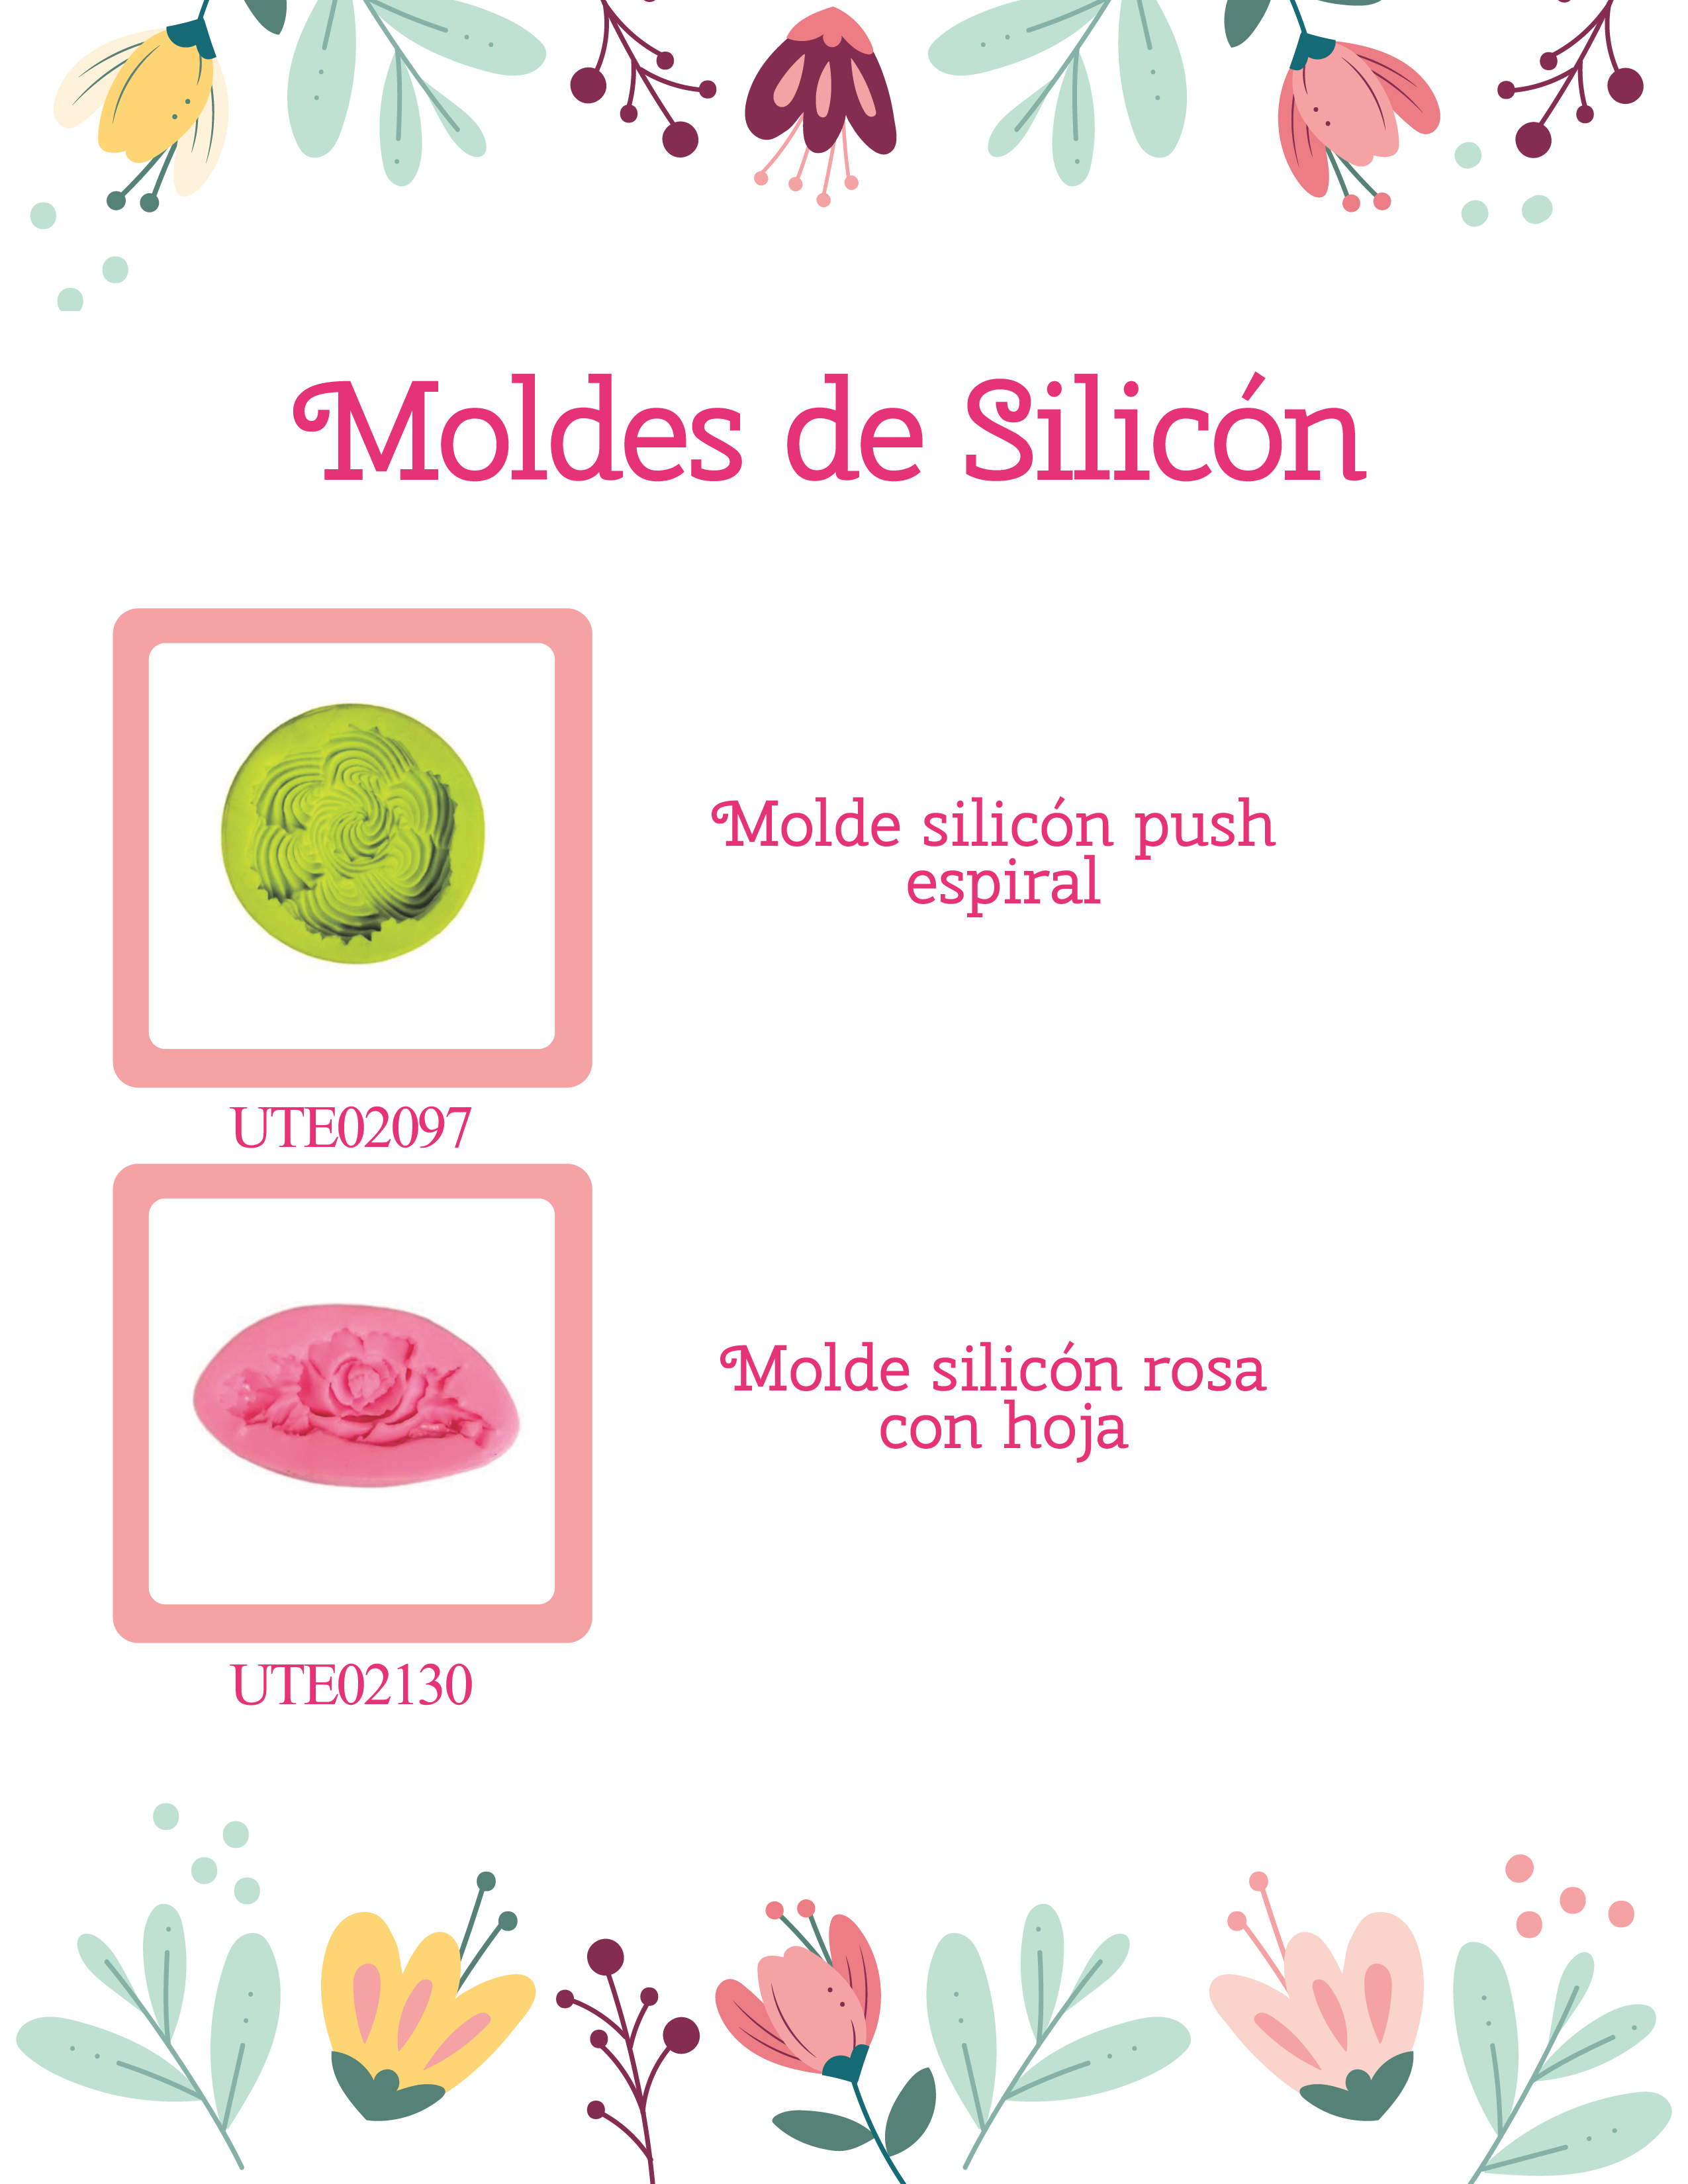 Moldes de Silicón
Molde silicón push
espiral
UTE02097
Molde silicón rosa
con hoja
UTE02130